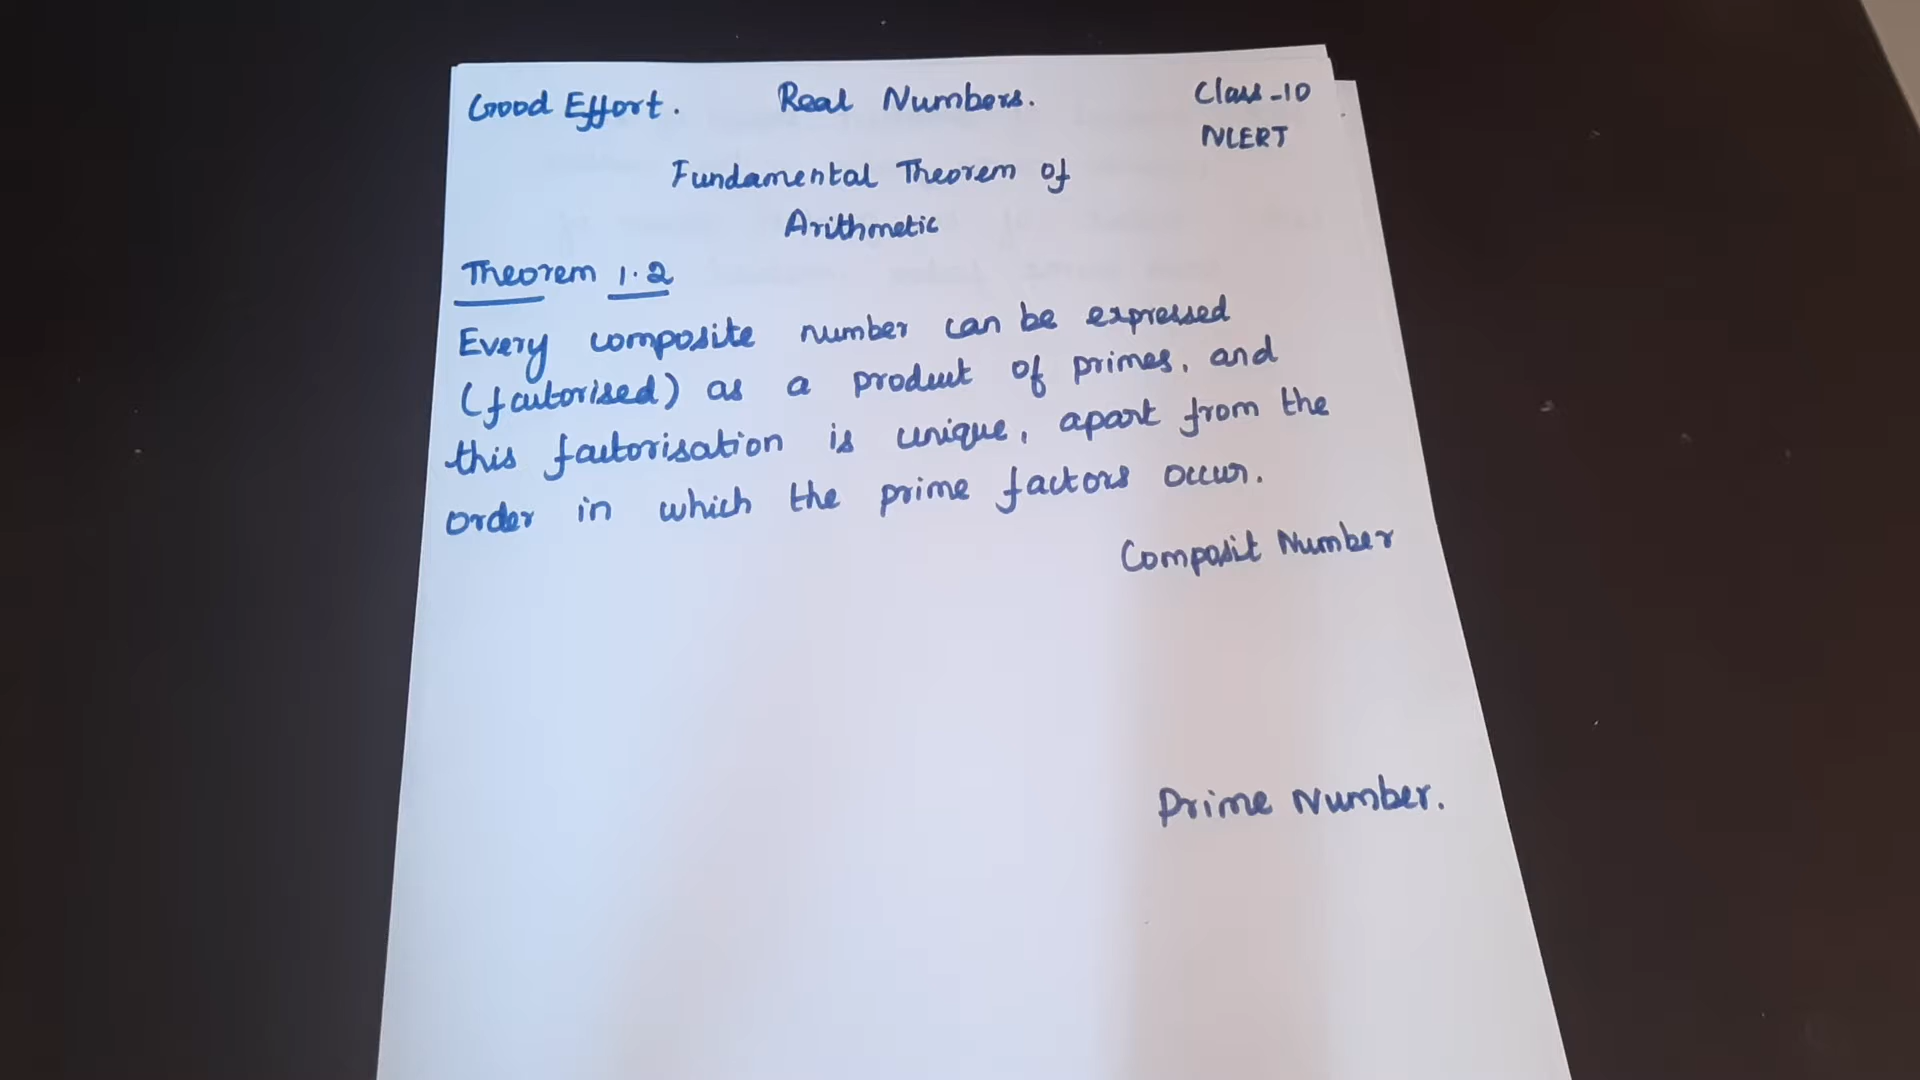 Good Effort. Real Numbers. Class-10
NCERT
Fundamental Theorem of
Arithmetic
Theorem 1.2
Every composite number can be expressed
(factorised) as a product of primes, and
this factorisation is unique, apart from the
order in which the prime factors occur.
Composit Number
Prime Number.